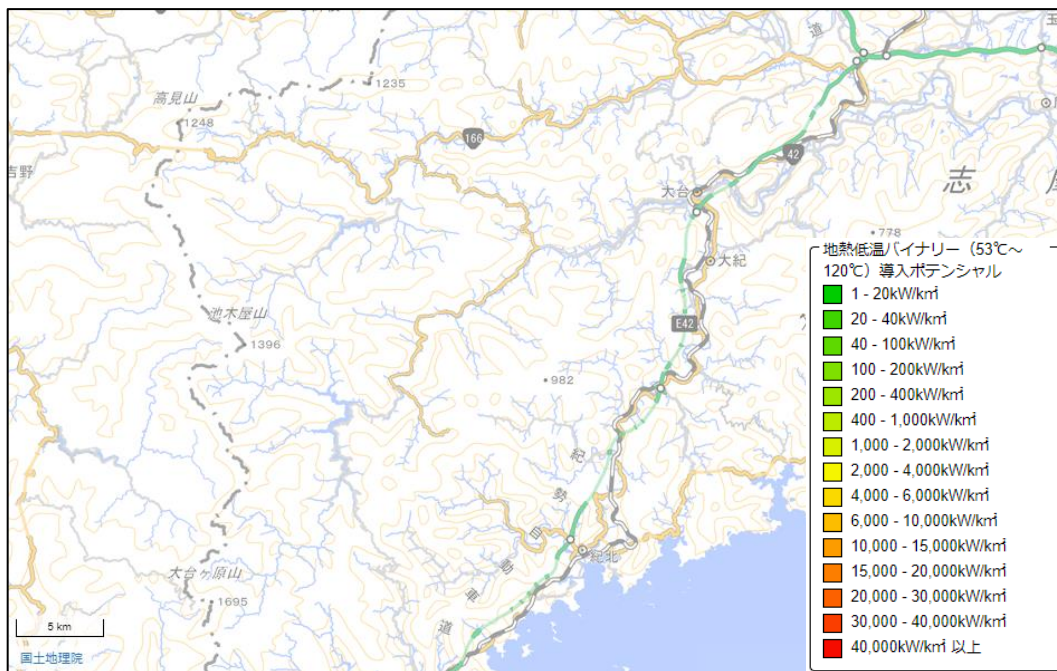 道
1235
高見山
1248
166
吉野
42
大台
志
778
大紀
地熱低温バイナリー（53℃～
120℃）導入ポテンシャル
1 - 20kW/k㎡
20 - 40kW/k㎡
40 - 100kW/k㎡
100 - 200kW/k㎡
200 - 400kW/k㎡
400 - 1,000kW/k㎡
1,000 - 2,000kW/k㎡
2,000 - 4,000kW/k㎡
4,000 - 6,000kW/k㎡
6,000 - 10,000kW/k㎡
10,000 - 15,000kW/k㎡
15,000 - 20,000kW/k㎡
20,000 - 30,000kW/k㎡
30,000 - 40,000kW/k㎡
40,000kW/k㎡ 以上
池木屋山
1396
E42
982
紀勢自動車道
紀北
大台ヶ原山
1695
5 km
国土地理院